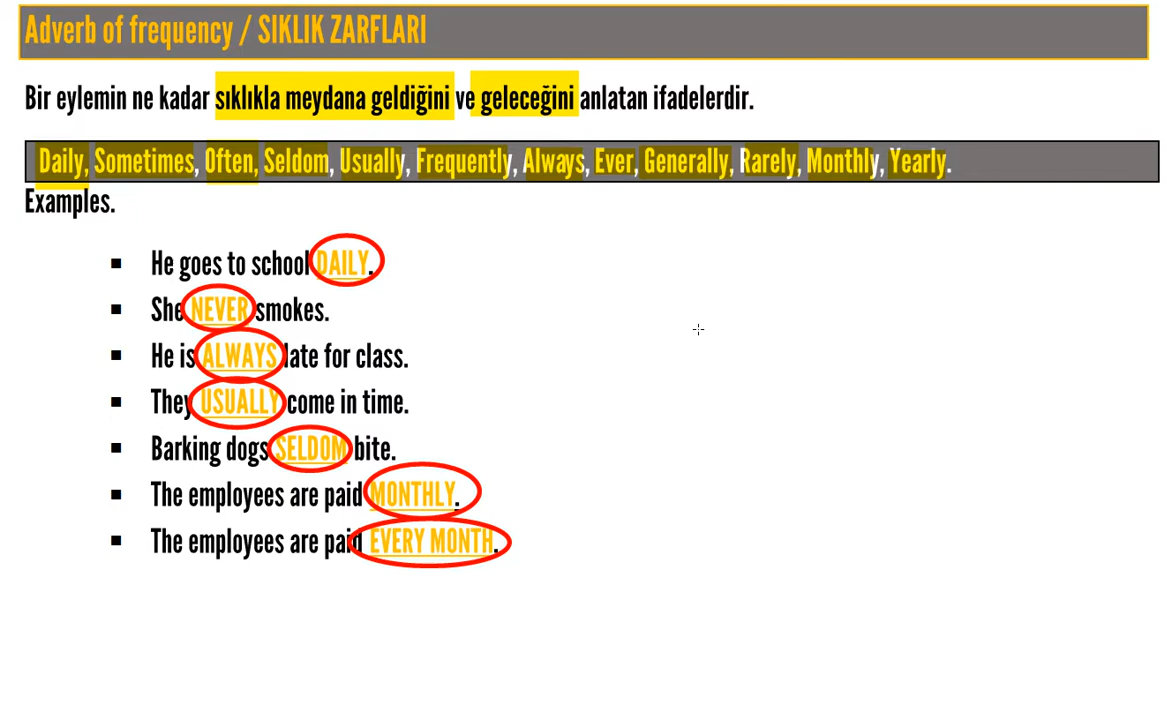 Adverb of frequency / SIKLIK ZARFLARI
Bir eylemin ne kadar sıklıkla meydana geldiğini ve geleceğini anlatan ifadelerdir.
Daily, Sometimes, Often, Seldom, Usually, Frequently, Always, Ever, Generally, Rarely, Monthly, Yearly.
Examples.
▪ He goes to school DAILY.
▪ She NEVER smokes.
▪ He is ALWAYS late for class.
▪ They USUALLY come in time.
▪ Barking dogs SELDOM bite.
▪ The employees are paid MONTHLY.
▪ The employees are paid EVERY MONTH.